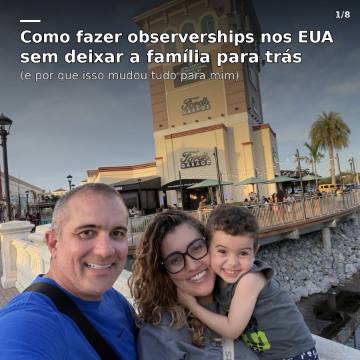 1/8
Como fazer observerships nos EUA
sem deixar a família para trás
(e por que isso mudou tudo para mim)